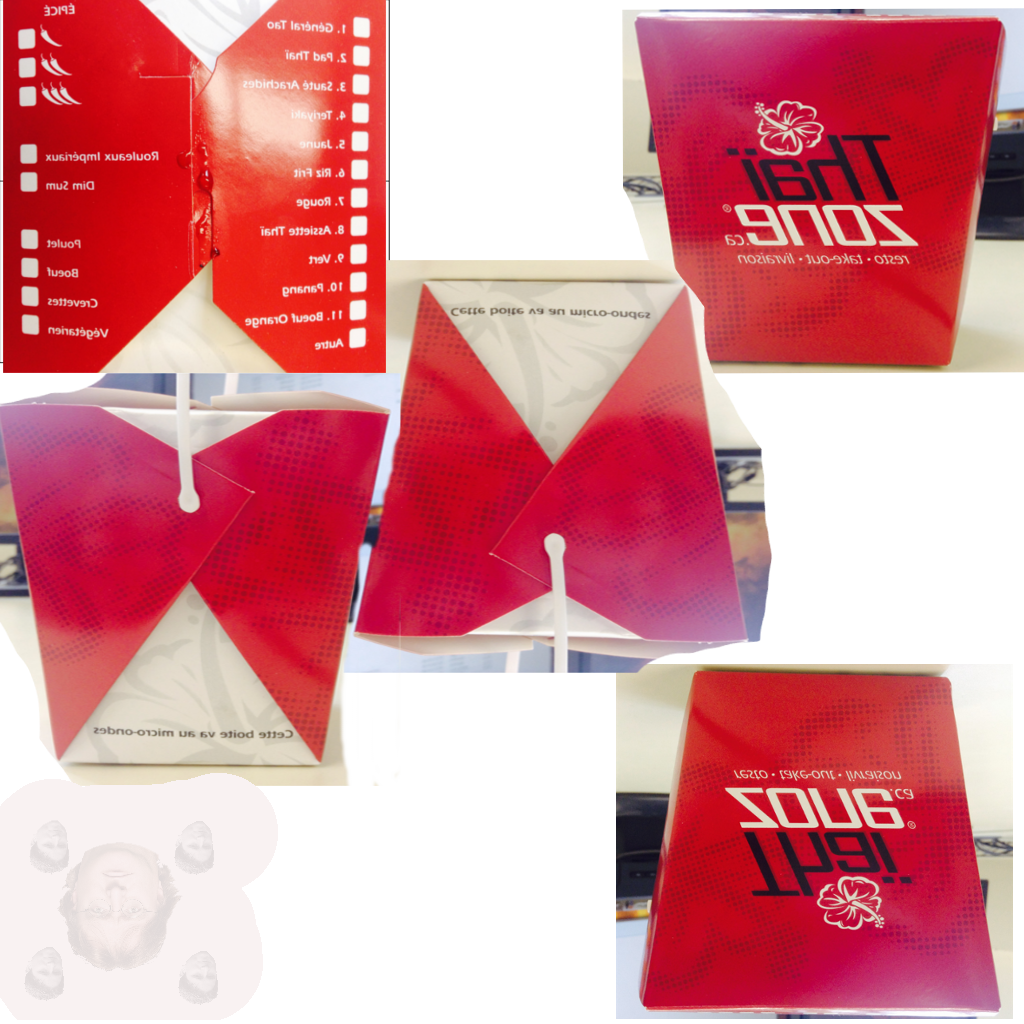 ÉPICÉ
Rouleaux Impériaux
Dim Sum
Poulet
Boeuf
Crevettes
Végétarien
1. Général Tao
2. Pad Thaï
3. Sauté Arachides
4. Teriyaki
5. Jaune
6. Riz Frit
7. Rouge
8. Assiette Thaï
9. Vert
10. Panang
11. Boeuf Orange
Autre
Thaï
ZONE®.ca
resto • take-out • livraison
Cette boîte va au micro-ondes
Cette boîte va au micro-ondes
resto • take-out • livraison
ZONE®.ca
Thaï